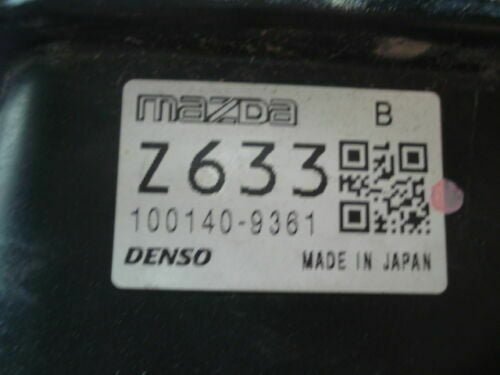 mazda B
Z633
100140-9361
DENSO MADE IN JAPAN